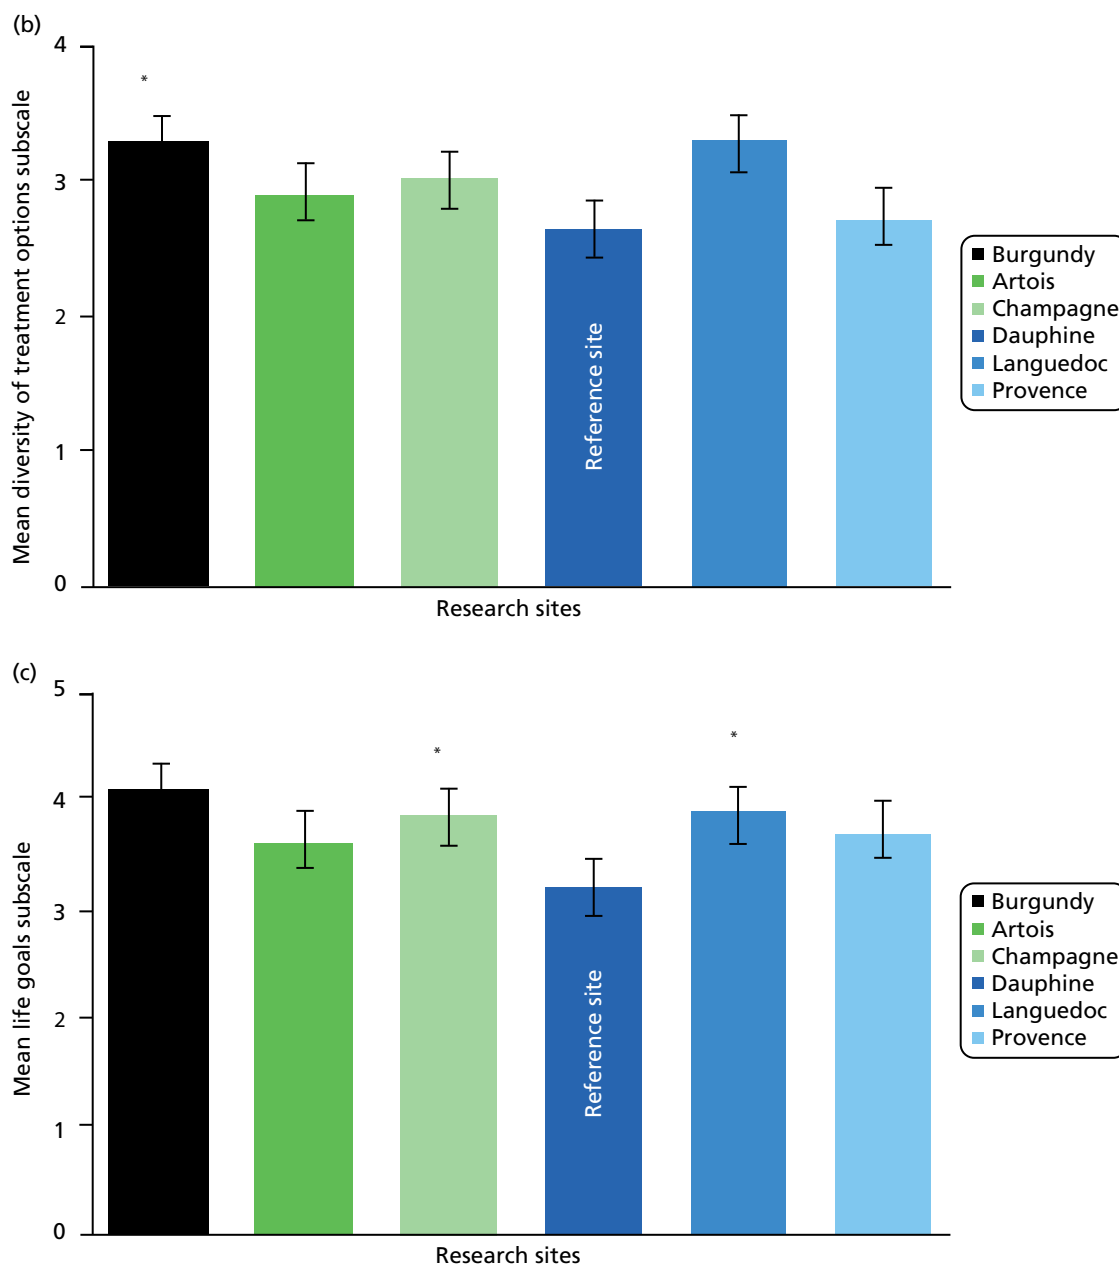 (b)
4
3
2
1
0
Mean diversity of treatment options subscale
*
Reference site
Research sites
Burgundy
Artois
Champagne
Dauphine
Languedoc
Provence
(c)
5
4
3
2
1
0
Mean life goals subscale
*
*
Reference site
Research sites
Burgundy
Artois
Champagne
Dauphine
Languedoc
Provence